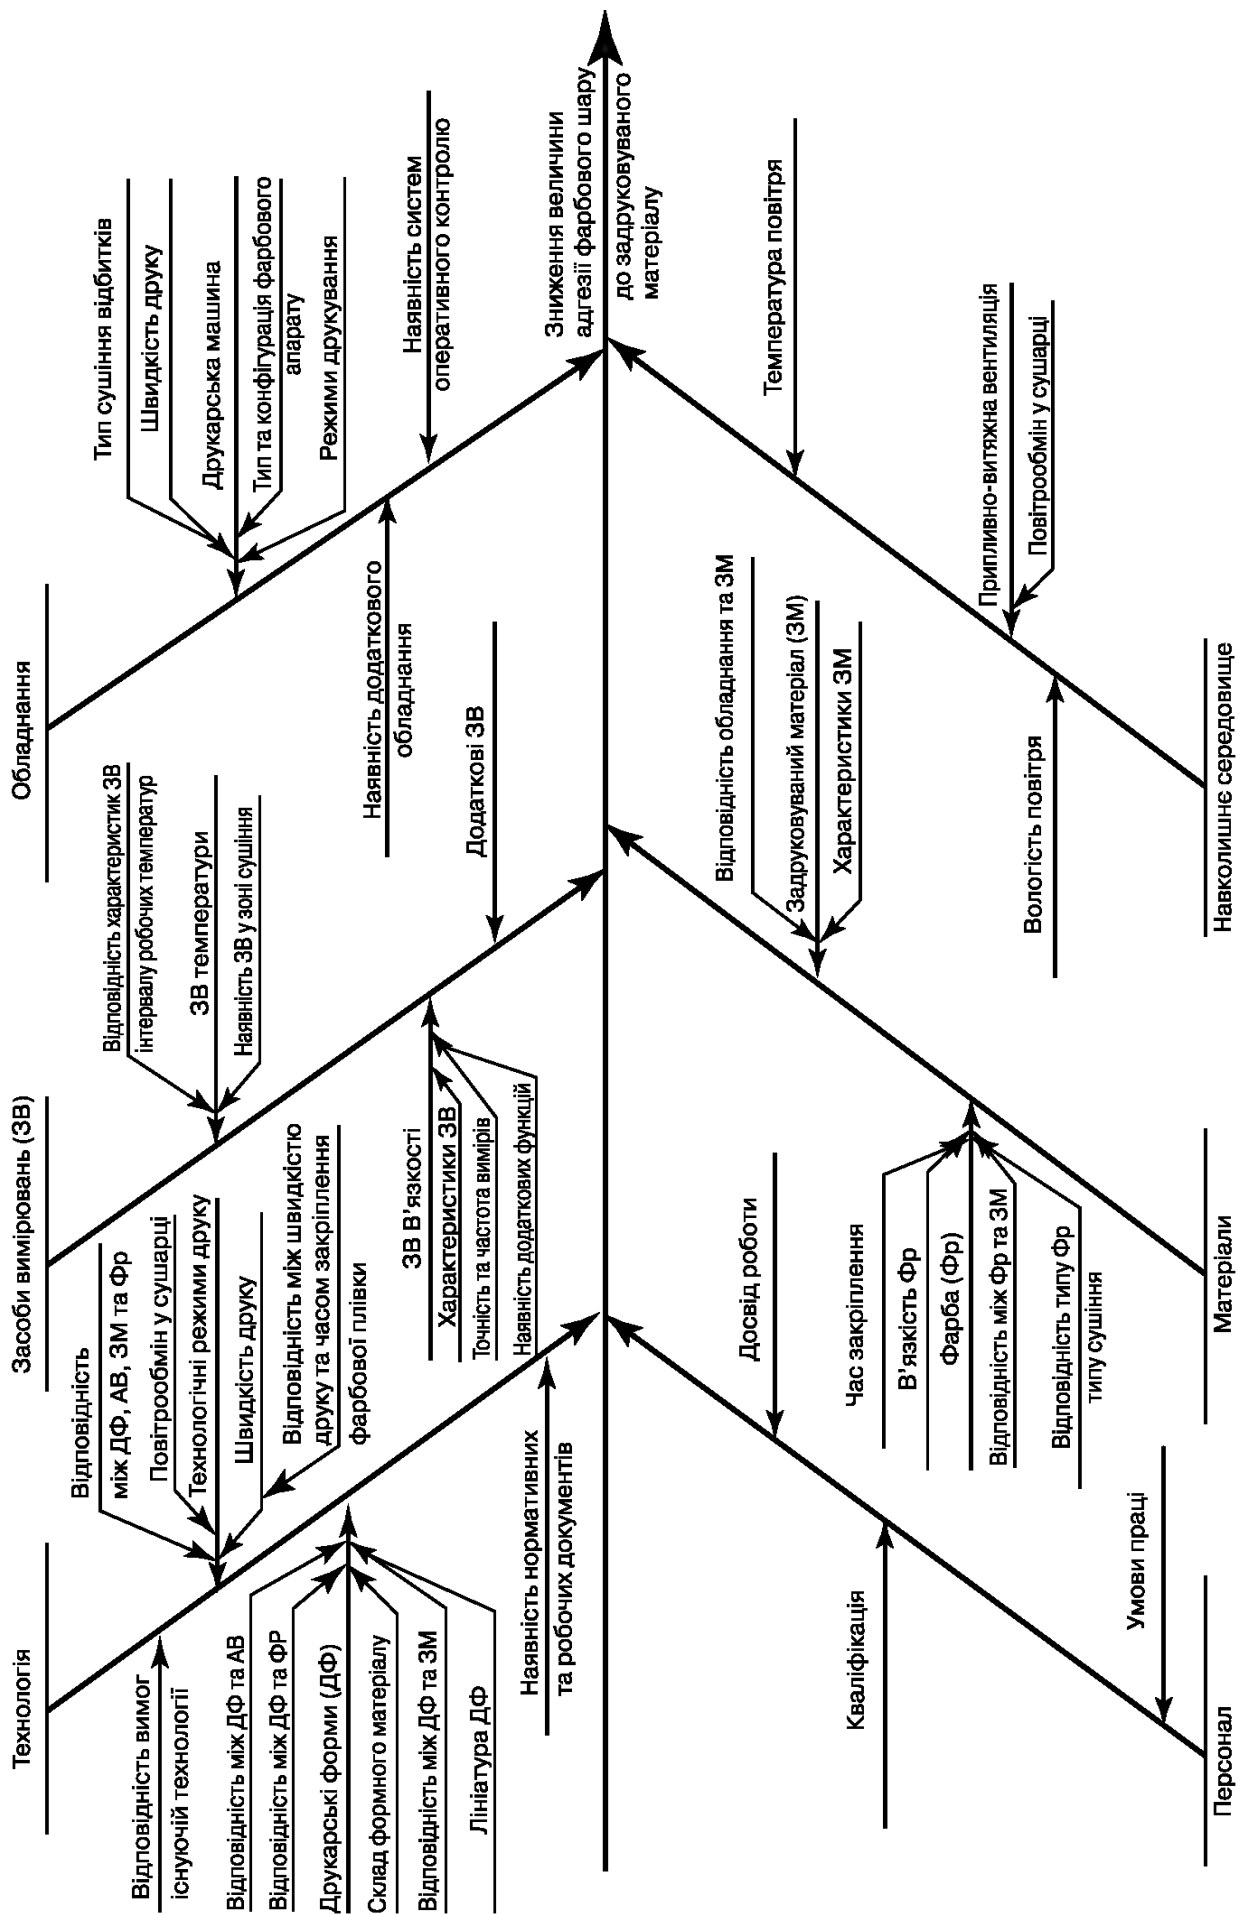 Технологія
Відповідність вимог
існуючій технології
Відповідність
між ДФ, АВ, ЗМ та Фр
Повітрообмін у сушарці
Технологічні режими друку
Швидкість друку
Відповідність між швидкістю
друку та часом закріплення
фарбової плівки
Відповідність між ДФ та АВ
Відповідність між ДФ та ФР
Друкарські форми (ДФ)
Склад формного матеріалу
Відповідність між ДФ та ЗМ
Лініатура ДФ
Наявність нормативних
та робочих документів
Засоби вимірювань (ЗВ)
Відповідність характеристик ЗВ
інтервалу робочих температур
ЗВ температури
Наявність ЗВ у зоні сушіння
ЗВ В’язкості
Характеристики ЗВ
Точність та частота вимірів
Наявність додаткових функцій
Додаткові ЗВ
Обладнання
Тип сушіння відбитків
Швидкість друку
Друкарська машина
Тип та конфігурація фарбового
апарату
Режими друкування
Наявність додаткового
обладнання
Наявність систем
оперативного контролю
Зниження величини
адгезії фарбового шару
до задруковуваного
матеріалу
Досвід роботи
Кваліфікація
Умови праці
Персонал
Відповідність обладнання та ЗМ
Задруковуваний матеріал (ЗМ)
Характеристики ЗМ
Час закріплення
В’язкість Фр
Фарба (Фр)
Відповідність між Фр та ЗМ
Відповідність типу Фр
типу сушіння
Матеріали
Температура повітря
Припливно-витяжна вентиляція
Повітрообмін у сушарці
Вологість повітря
Навколишнє середовище